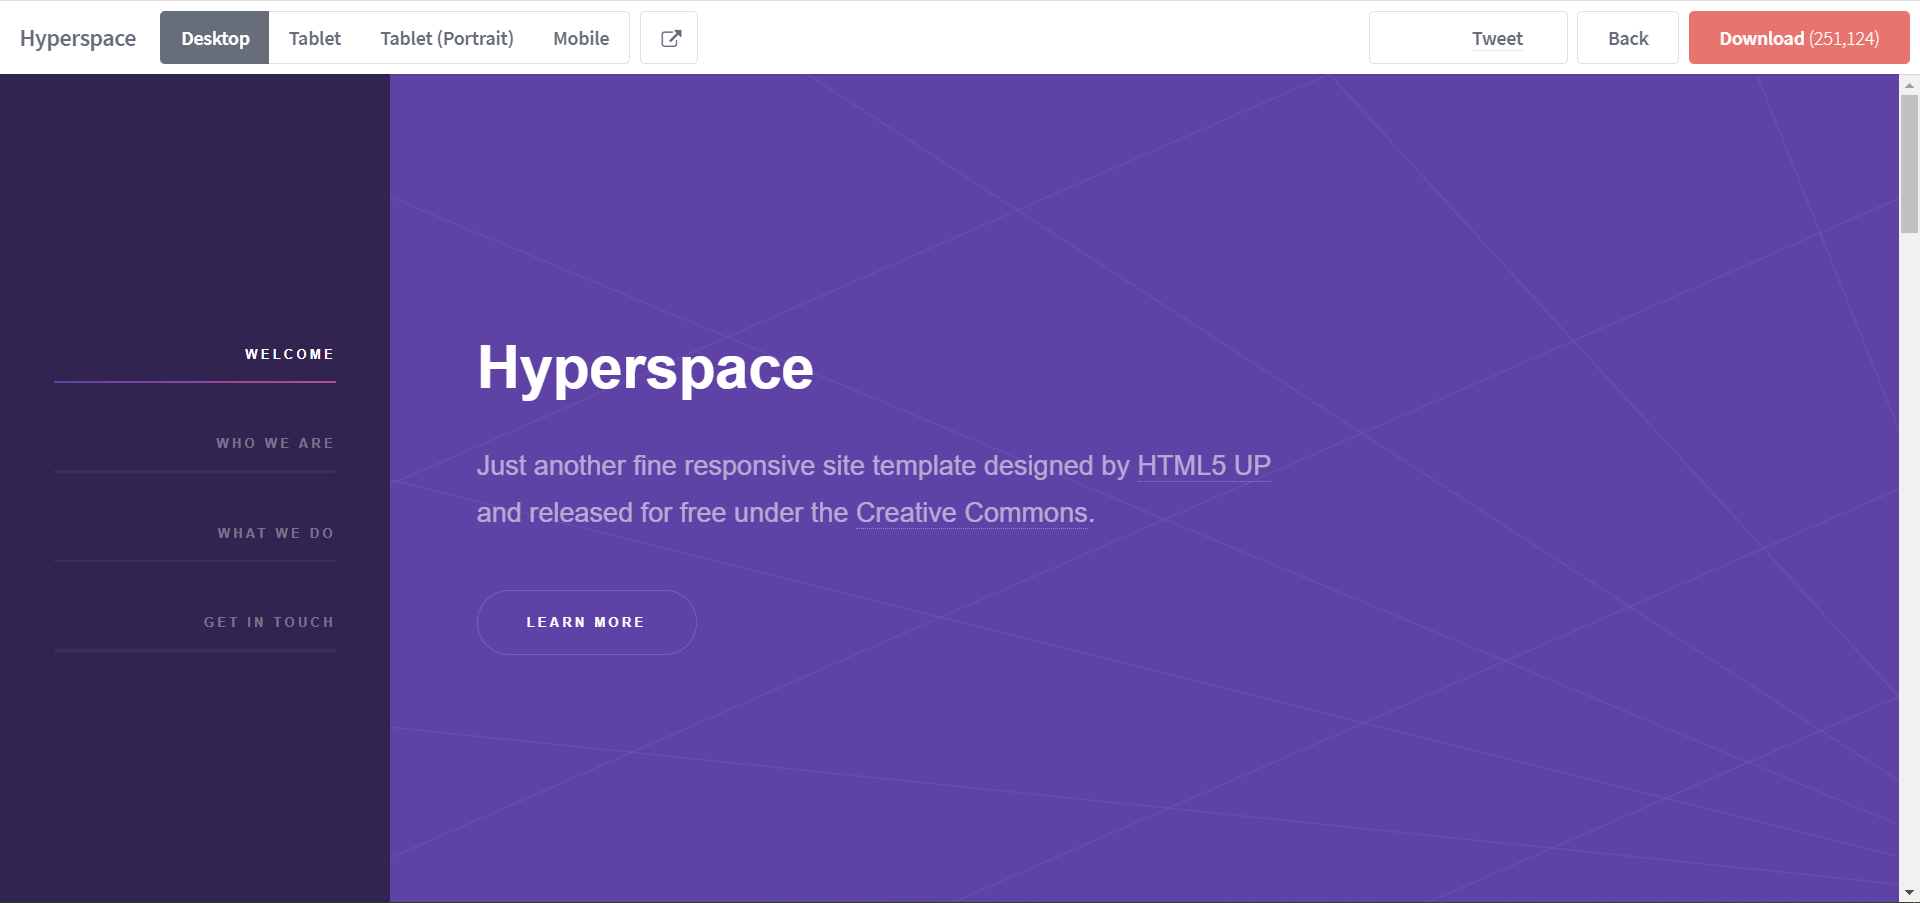 Hyperspace
Desktop
Tablet
Tablet (Portrait)
Mobile
Tweet
Back
Download (251,124)
WELCOME
WHO WE ARE
WHAT WE DO
GET IN TOUCH
Hyperspace
Just another fine responsive site template designed by HTML5 UP
and released for free under the Creative Commons.
LEARN MORE